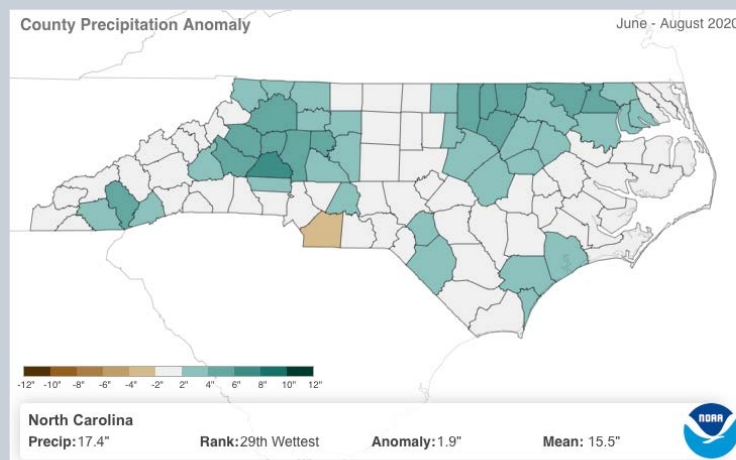 County Precipitation Anomaly
June - August 2020
-12" -10" -8" -6" -4" -2" 2" 4" 6" 8" 10" 12"
North Carolina
Precip:17.4" Rank:29th Wettest Anomaly:1.9" Mean: 15.5"
NOAA